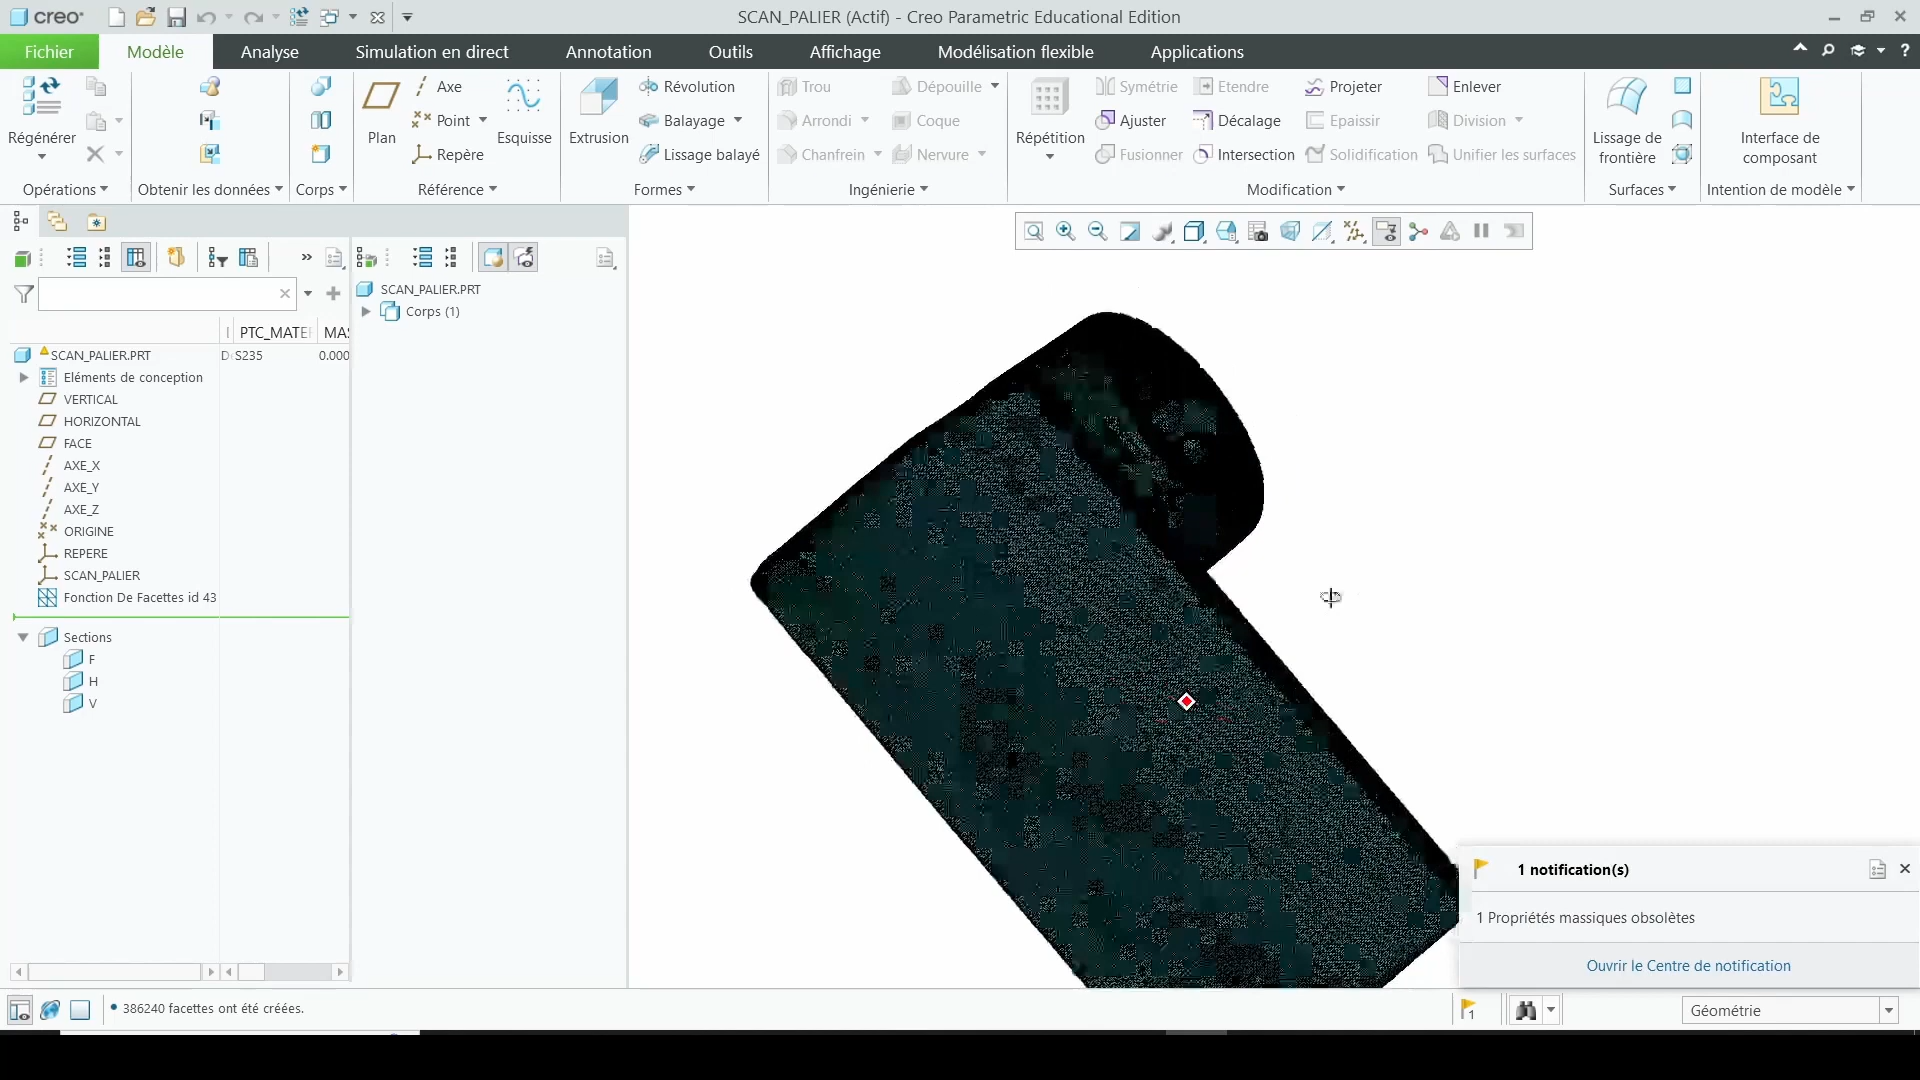 creo
SCAN_PALIER (Actif) - Creo Parametric Educational Edition
Fichier
Modèle
Analyse
Simulation en direct
Annotation
Outils
Affichage
Modélisation flexible
Applications
Régénérer
Opérations
Obtenir les données
Corps
Plan
Axe
Point
Repère
Esquisse
Référence
Extrusion
Révolution
Balayage
Lissage balayé
Formes
Trou
Arrondi
Chanfrein
Dépouille
Coque
Nervure
Ingénierie
Répétition
Symétrie
Ajuster
Fusionner
Etendre
Décalage
Intersection
Projeter
Epaissir
Solidification
Enlever
Division
Unifier les surfaces
Modification
Lissage de
frontière
Surfaces
Interface de
composant
Intention de modèle
PTC_MATE
MAS
SCAN_PALIER.PRT
S235
0.000
Eléments de conception
VERTICAL
HORIZONTAL
FACE
AXE_X
AXE_Y
AXE_Z
ORIGINE
REPERE
SCAN_PALIER
Fonction De Facettes id 43
Sections
F
H
V
SCAN_PALIER.PRT
Corps (1)
1 notification(s)
1 Propriétés massiques obsolètes
Ouvrir le Centre de notification
386240 facettes ont été créées.
1
Géométrie